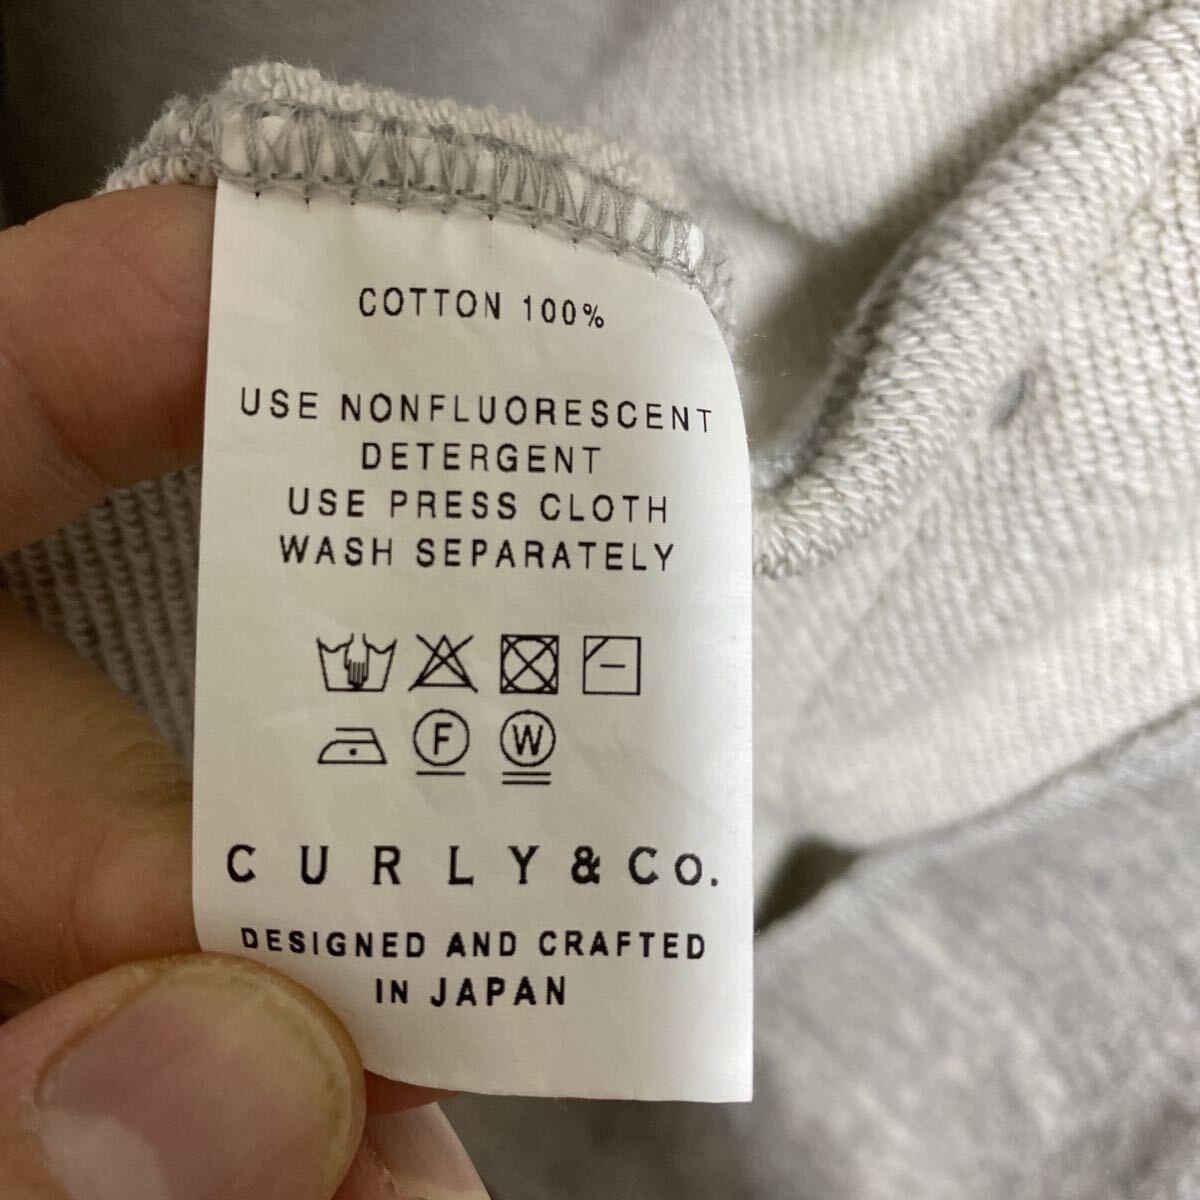 COTTON 100%
USE NONFLUORESCENT
DETERGENT
USE PRESS CLOTH
WASH SEPARATELY
F W
CURLY & Co.
DESIGNED AND CRAFTED
IN JAPAN